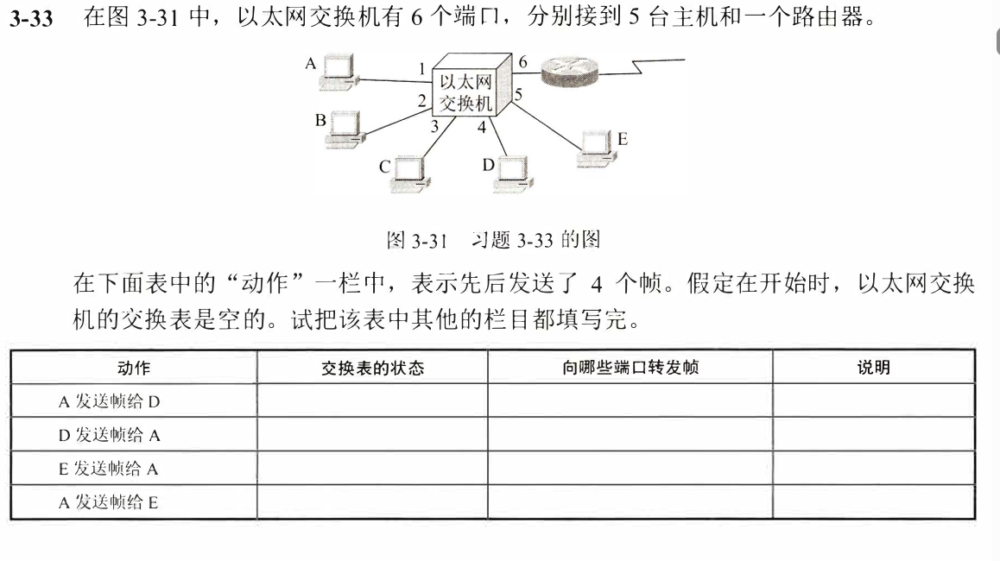 3-33 在图 3-31 中，以太网交换机有 6 个端口，分别接到 5 台主机和一个路由器。
A
1
6
以太网
2
交换机
5
B
3
4
E
C
D
图 3-31 习题 3-33 的图
在下面表中的“动作”一栏中，表示先后发送了 4 个帧。假定在开始时，以太网交换
机的交换表是空的。试把该表中其他的栏目都填写完。
动作 交换表的状态 向哪些端口转发帧 说明
A 发送帧给 D
D 发送帧给 A
E 发送帧给 A
A 发送帧给 E